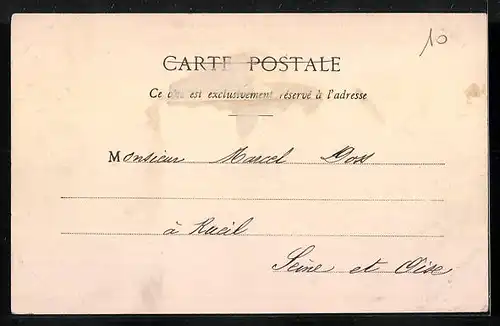 10
CARTE POSTALE
Ce côté est exclusivement réservé à l'adresse
Monsieur Marcel
à Rueil
Seine et Oise